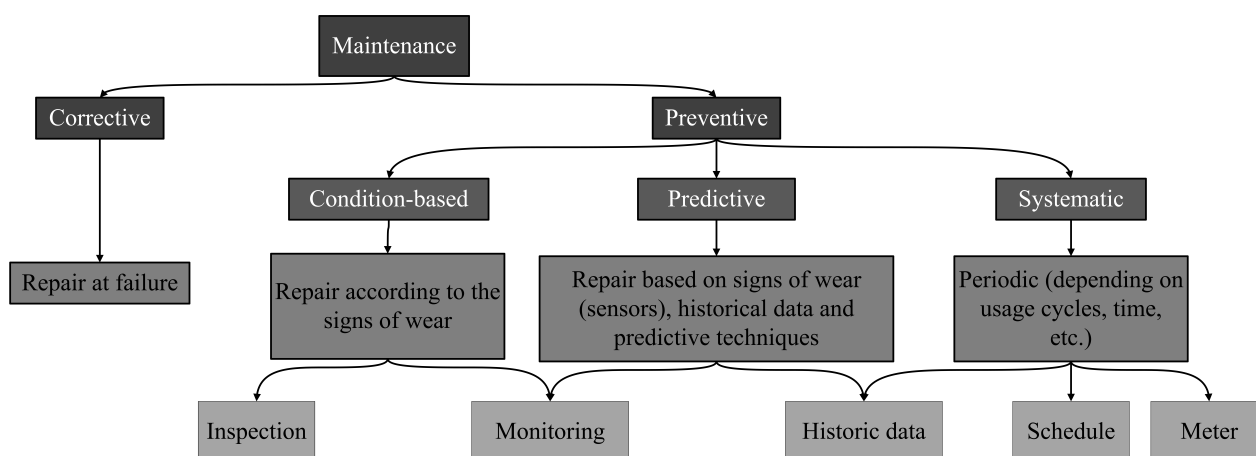 Maintenance
Corrective
Preventive
Condition-based
Predictive
Systematic
Repair at failure
Repair according to the
signs of wear
Repair based on signs of wear
(sensors), historical data and
predictive techniques
Periodic (depending on
usage cycles, time,
etc.)
Inspection
Monitoring
Historic data
Schedule
Meter